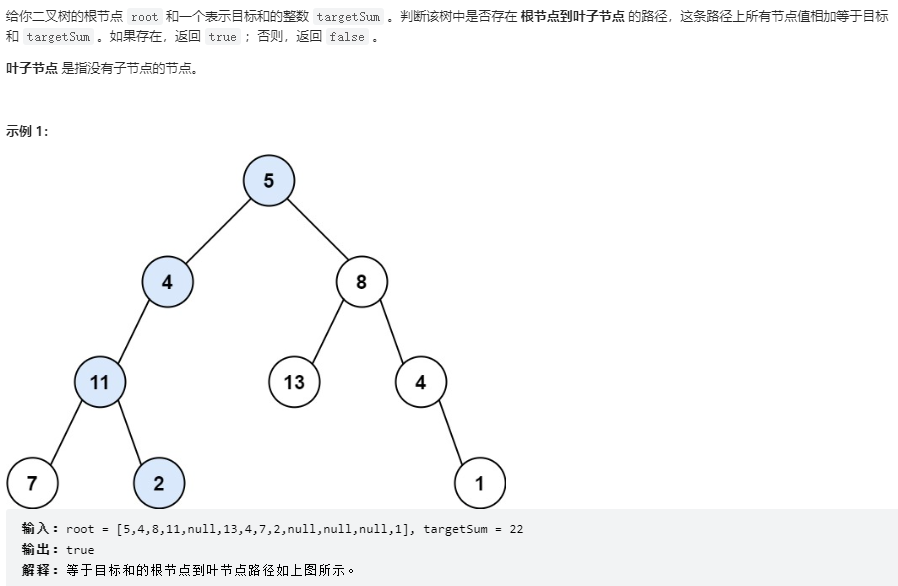 给你二叉树的根节点 root 和一个表示目标和的整数 targetSum 。判断该树中是否存在 根节点到叶子节点 的路径，这条路径上所有节点值相加等于目标
和 targetSum 。如果存在，返回 true ；否则，返回 false 。
叶子节点 是指没有子节点的节点。
示例 1：
5
4 8
11 13 4
7 2 1
输入：root = [5,4,8,11,null,13,4,7,2,null,null,null,1], targetSum = 22
输出：true
解释：等于目标和的根节点到叶节点路径如上图所示。